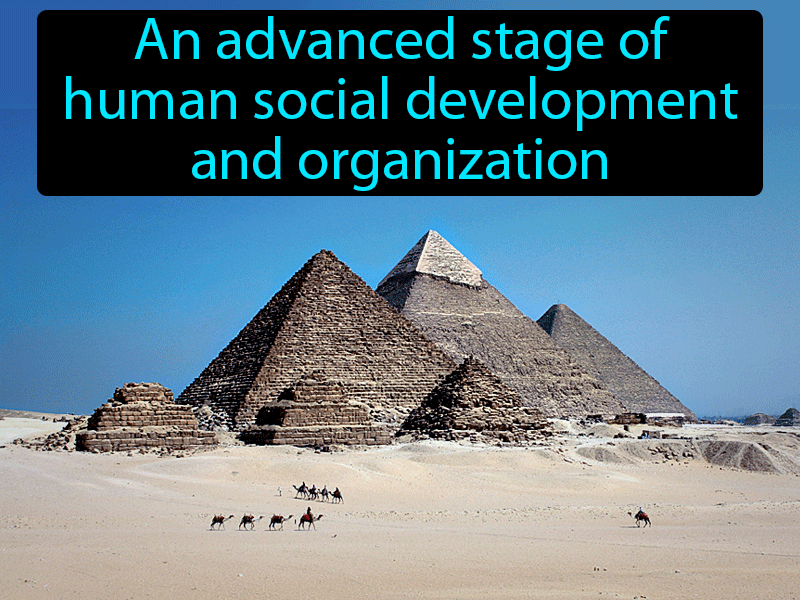 An advanced stage of
human social development
and organization